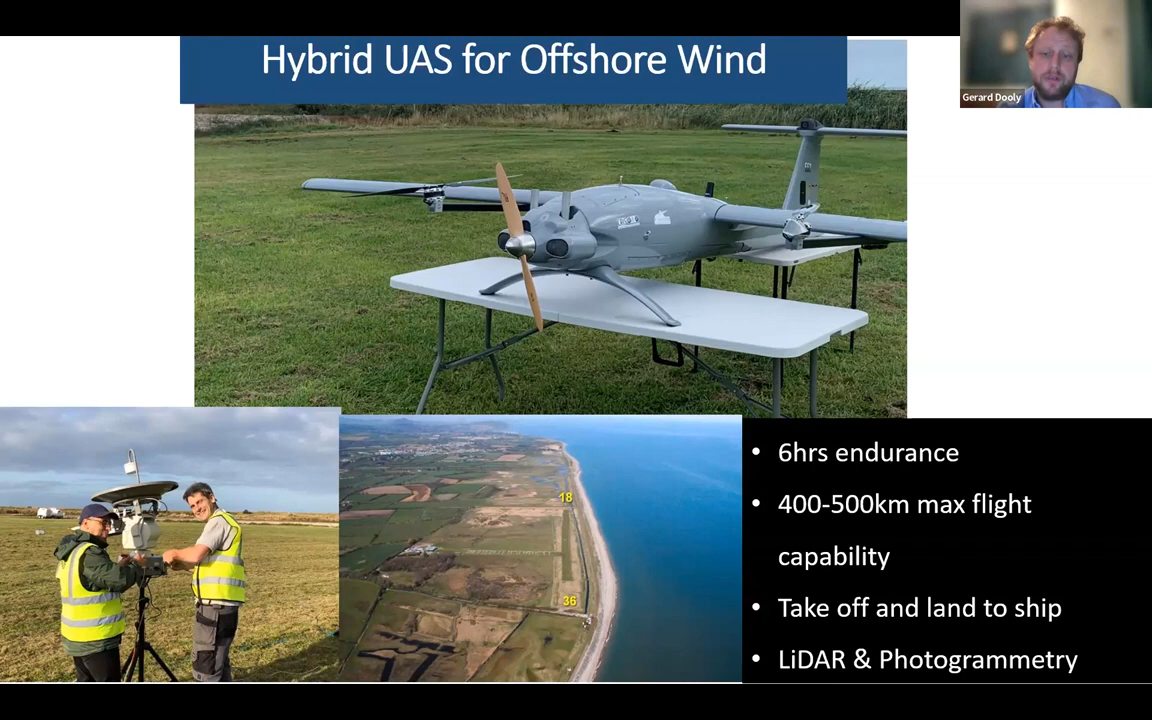 Hybrid UAS for Offshore Wind
Gerard Dooly
18
36
• 6hrs endurance
• 400-500km max flight
capability
• Take off and land to ship
• LiDAR & Photogrammetry